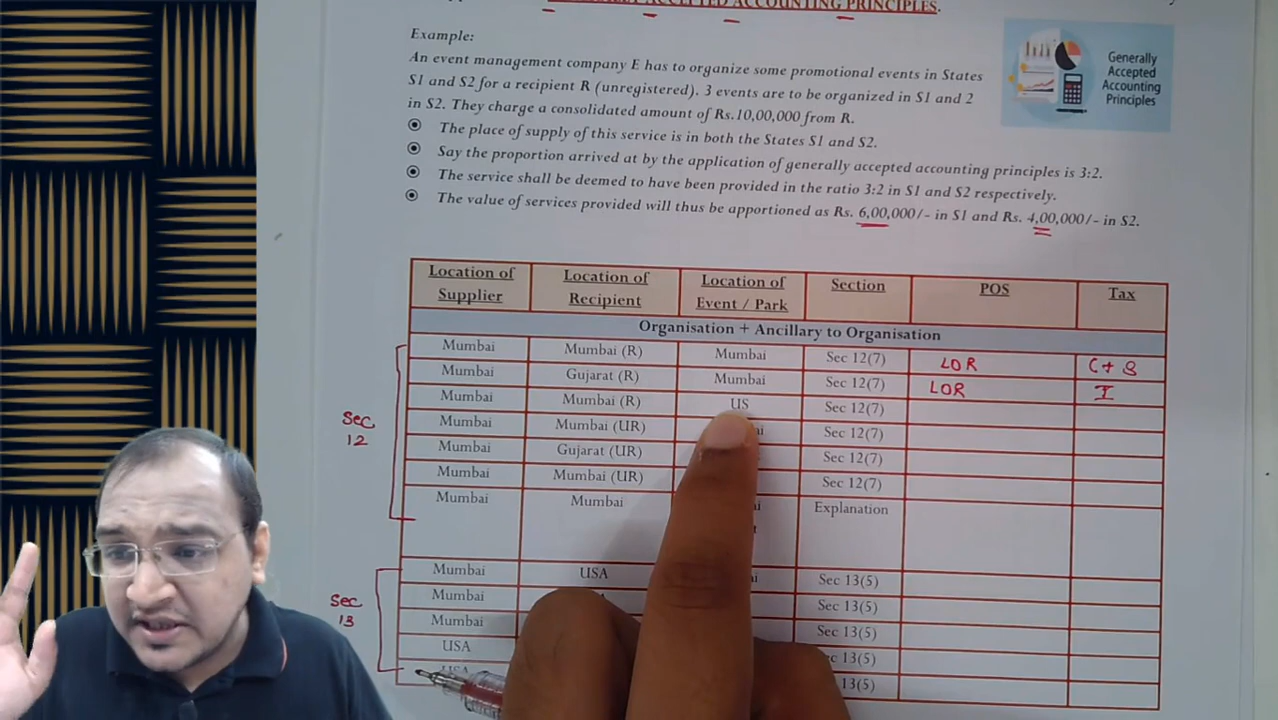 ACCEPTED ACCOUNTING PRINCIPLES.
Example:
An event management company E has to organize some promotional events in States
S1 and S2 for a recipient R (unregistered). 3 events are to be organized in S1 and 2
in S2. They charge a consolidated amount of Rs.10,00,000 from R.
The place of supply of this service is in both the States S1 and S2.
Say the proportion arrived at by the application of generally accepted accounting principles is 3:2.
The service shall be deemed to have been provided in the ratio 3:2 in S1 and S2 respectively.
The value of services provided will thus be apportioned as Rs. 6,00,000/- in S1 and Rs. 4,00,000/- in S2.
Generally
Accepted
Accounting
Principles
Location of Supplier Location of Recipient Location of Event / Park Section POS Tax
Organisation + Ancillary to Organisation
Mumbai Mumbai (R) Mumbai Sec 12(7) LOR C+S
Mumbai Gujarat (R) Mumbai Sec 12(7) LOR I
Mumbai Mumbai (R) US Sec 12(7)
Mumbai Mumbai (UR) Sec 12(7)
Mumbai Gujarat (UR) Sec 12(7)
Mumbai Mumbai (UR) Sec 12(7)
Mumbai Mumbai Explanation
Sec
12
Mumbai USA Sec 13(5)
Mumbai Sec 13(5)
Mumbai Sec 13(5)
USA 13(5)
USA 13(5)
Sec
13